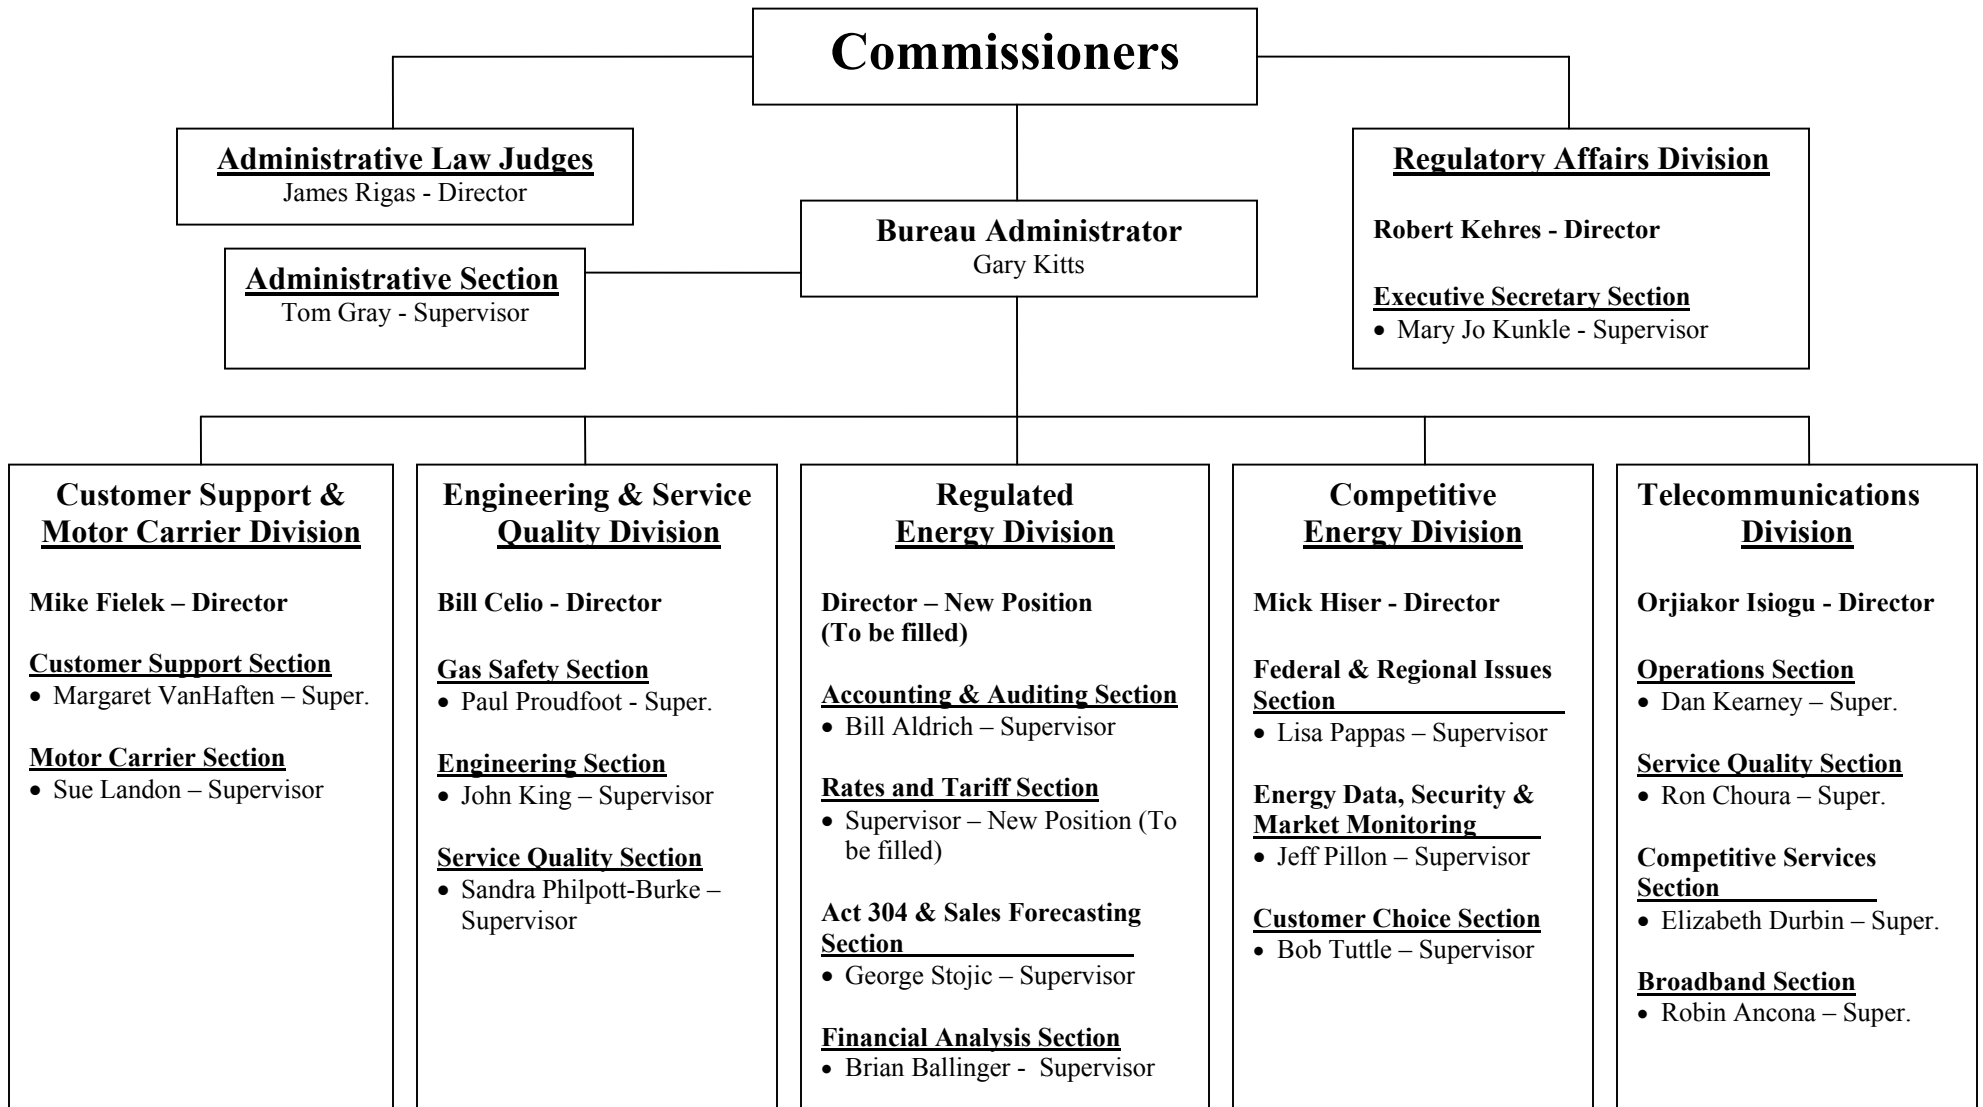 Commissioners
Administrative Law Judges
James Rigas - Director
Regulatory Affairs Division
Robert Kehres - Director
Executive Secretary Section
• Mary Jo Kunkle - Supervisor
Bureau Administrator
Gary Kitts
Administrative Section
Tom Gray - Supervisor
Customer Support &
Motor Carrier Division
Mike Fielek – Director
Customer Support Section
• Margaret VanHaften – Super.
Motor Carrier Section
• Sue Landon – Supervisor
Engineering & Service
Quality Division
Bill Celio - Director
Gas Safety Section
• Paul Proudfoot - Super.
Engineering Section
• John King – Supervisor
Service Quality Section
• Sandra Philpott-Burke –
Supervisor
Regulated
Energy Division
Director – New Position
(To be filled)
Accounting & Auditing Section
• Bill Aldrich – Supervisor
Rates and Tariff Section
• Supervisor – New Position (To
be filled)
Act 304 & Sales Forecasting
Section
• George Stojic – Supervisor
Financial Analysis Section
• Brian Ballinger - Supervisor
Competitive
Energy Division
Mick Hiser - Director
Federal & Regional Issues
Section
• Lisa Pappas – Supervisor
Energy Data, Security &
Market Monitoring
• Jeff Pillon – Supervisor
Customer Choice Section
• Bob Tuttle – Supervisor
Telecommunications
Division
Orjiakor Isiogu - Director
Operations Section
• Dan Kearney – Super.
Service Quality Section
• Ron Choura – Super.
Competitive Services
Section
• Elizabeth Durbin – Super.
Broadband Section
• Robin Ancona – Super.